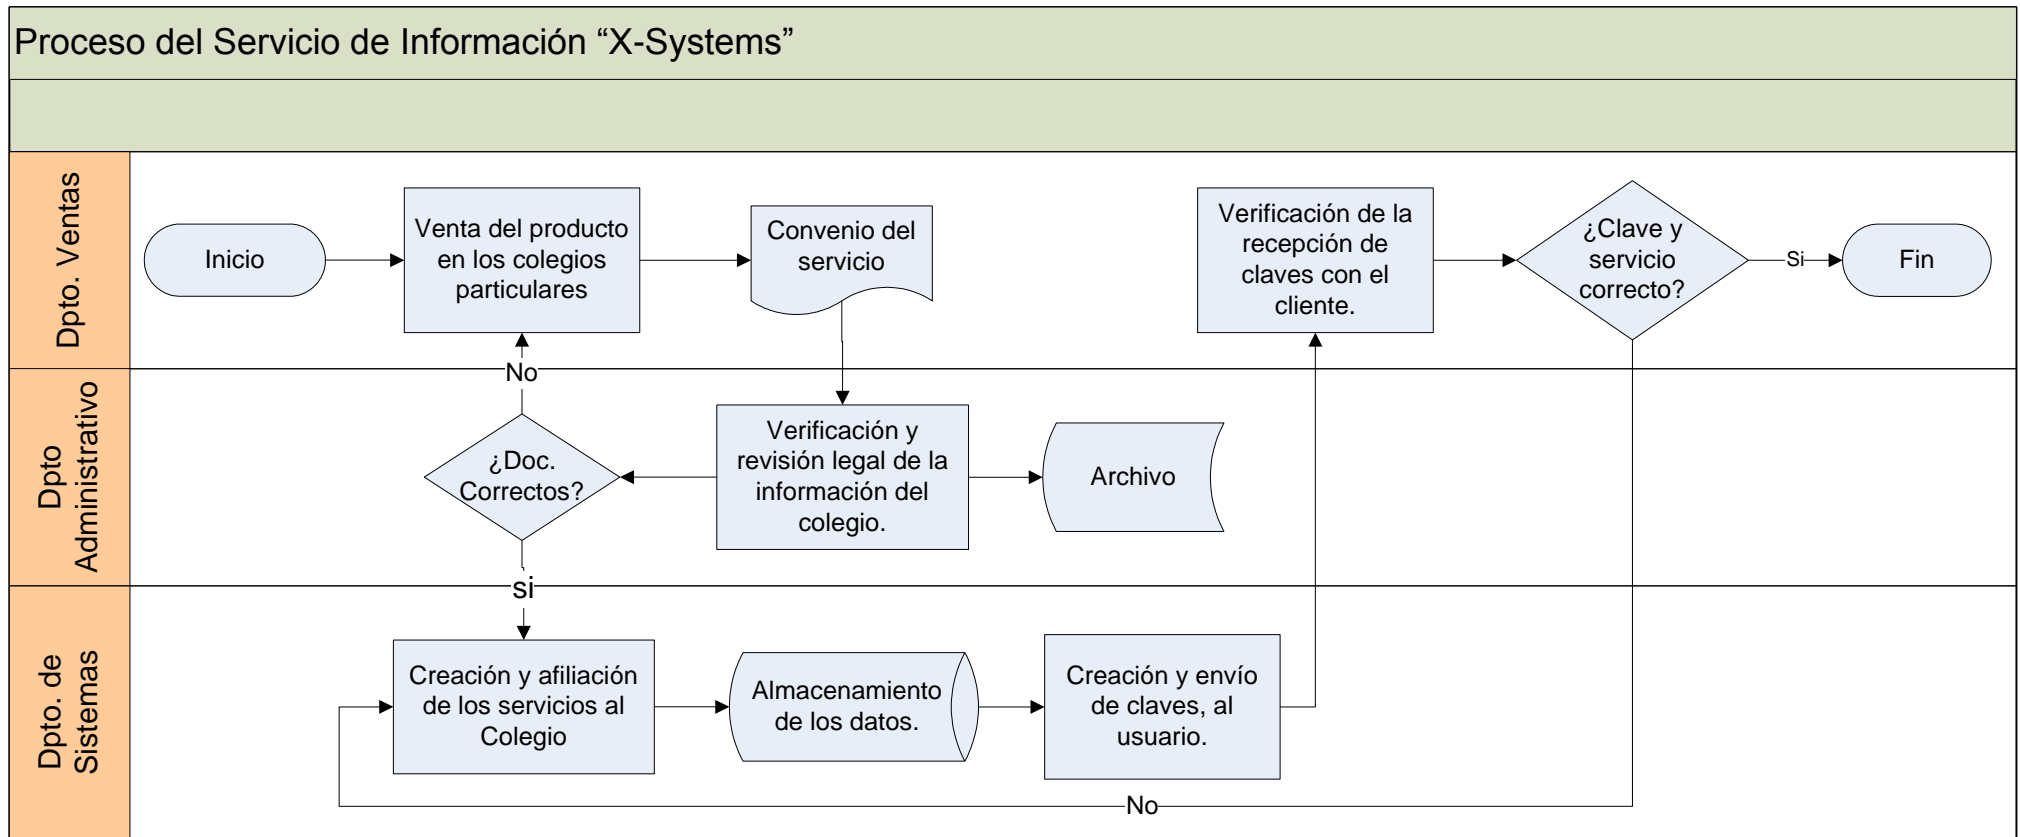 Proceso del Servicio de Información “X-Systems”
Dpto. Ventas
Inicio
Venta del producto
en los colegios
particulares
Convenio del
servicio
Verificación de la
recepción de
claves con el
cliente.
¿Clave y
servicio
correcto?
Si
Fin
No
Dpto
Administrativo
¿Doc.
Correctos?
Verificación y
revisión legal de la
información del
colegio.
Archivo
si
Dpto. de
Sistemas
Creación y afiliación
de los servicios al
Colegio
Almacenamiento
de los datos.
Creación y envío
de claves, al
usuario.
No